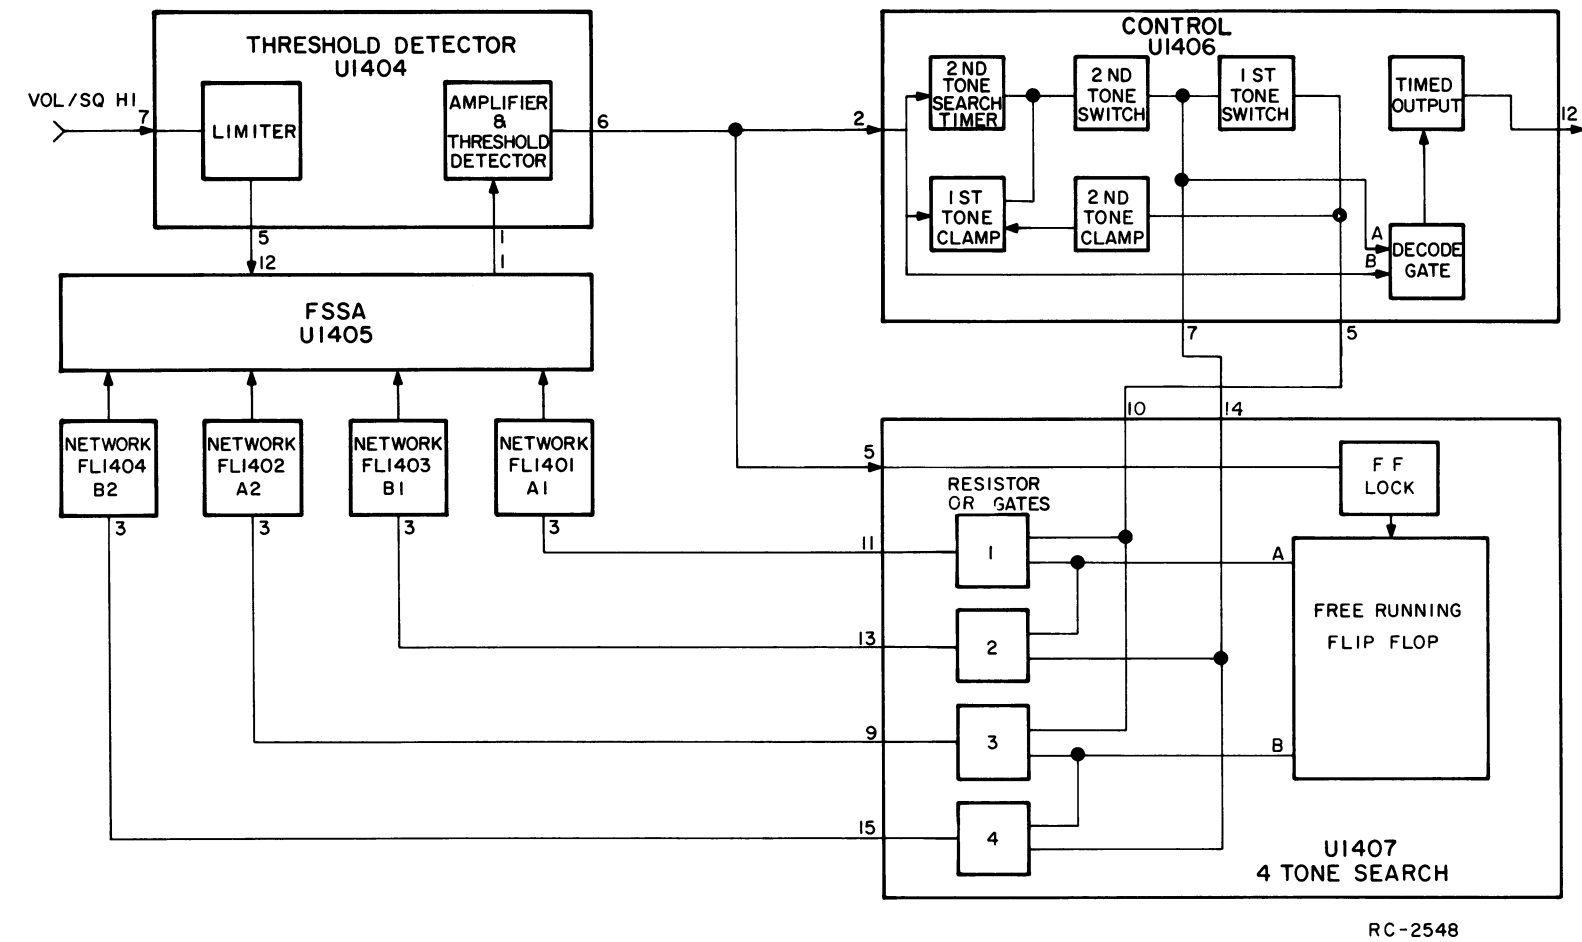 THRESHOLD DETECTOR
U1404
VOL/SQ HI
7
LIMITER
AMPLIFIER
&
THRESHOLD
DETECTOR
6
5
12
1
1
FSSA
U1405
NETWORK
FL1404
B2
3
NETWORK
FL1402
A2
3
NETWORK
FL1403
B1
3
NETWORK
FL1401
A1
3
CONTROL
U1406
2
2ND
TONE
SEARCH
TIMER
2ND
TONE
SWITCH
1ST
TONE
SWITCH
TIMED
OUTPUT
12
1ST
TONE
CLAMP
2ND
TONE
CLAMP
A
B
DECODE
GATE
7
5
10
14
5
FF
LOCK
RESISTOR
OR GATES
11
1
A
13
2
FREE RUNNING
FLIP FLOP
9
3
B
15
4
U1407
4 TONE SEARCH
RC-2548